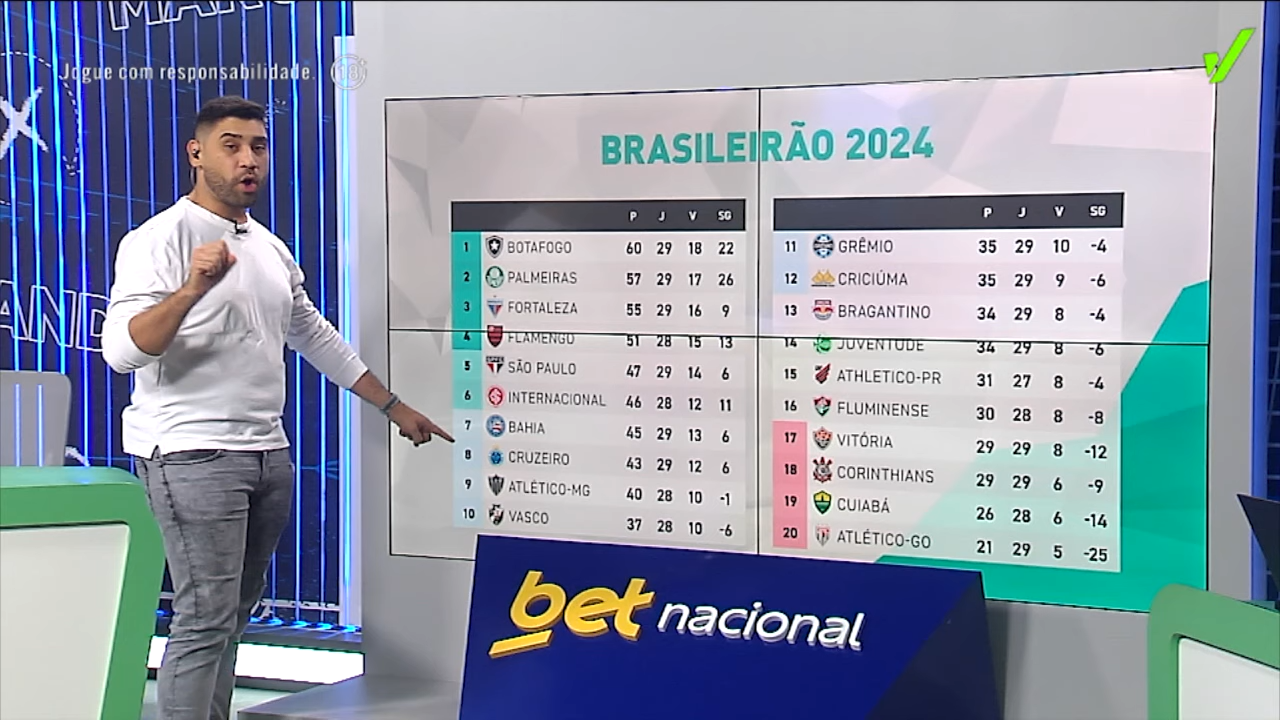 Jogue com responsabilidade. 18+
BRASILEIRÃO 2024
P J V SG
1 BOTAFOGO 60 29 18 22
2 PALMEIRAS 57 29 17 26
3 FORTALEZA 55 29 16 9
4 FLAMENGO 51 28 15 13
5 SÃO PAULO 47 29 14 6
6 INTERNACIONAL 46 28 12 11
7 BAHIA 45 29 13 6
8 CRUZEIRO 43 29 12 6
9 ATLÉTICO-MG 40 28 10 -1
10 VASCO 37 28 10 -6
P J V SG
11 GRÊMIO 35 29 10 -4
12 CRICIÚMA 35 29 9 -6
13 BRAGANTINO 34 29 8 -4
14 JUVENTUDE 34 29 8 -6
15 ATHLETICO-PR 31 27 8 -4
16 FLUMINENSE 30 28 8 -8
17 VITÓRIA 29 29 8 -12
18 CORINTHIANS 29 29 6 -9
19 CUIABÁ 26 28 6 -14
20 ATLÉTICO-GO 21 29 5 -25
bet nacional